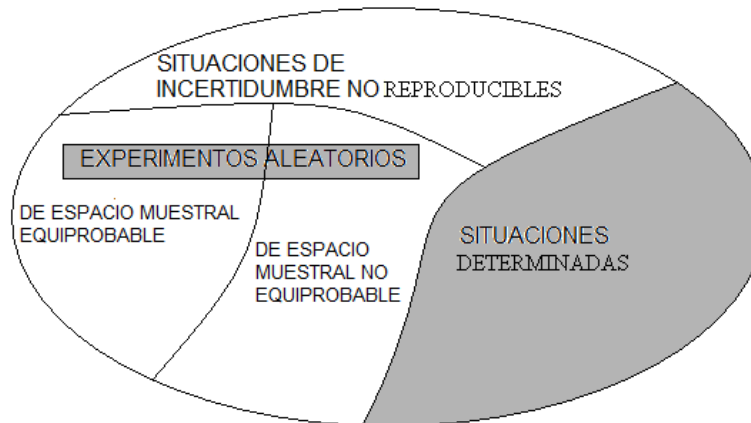 SITUACIONES DE
INCERTIDUMBRE NO REPRODUCIBLES
EXPERIMENTOS ALEATORIOS
DE ESPACIO MUESTRAL
EQUIPROBABLE
DE ESPACIO
MUESTRAL NO
EQUIPROBABLE
SITUACIONES
DETERMINADAS